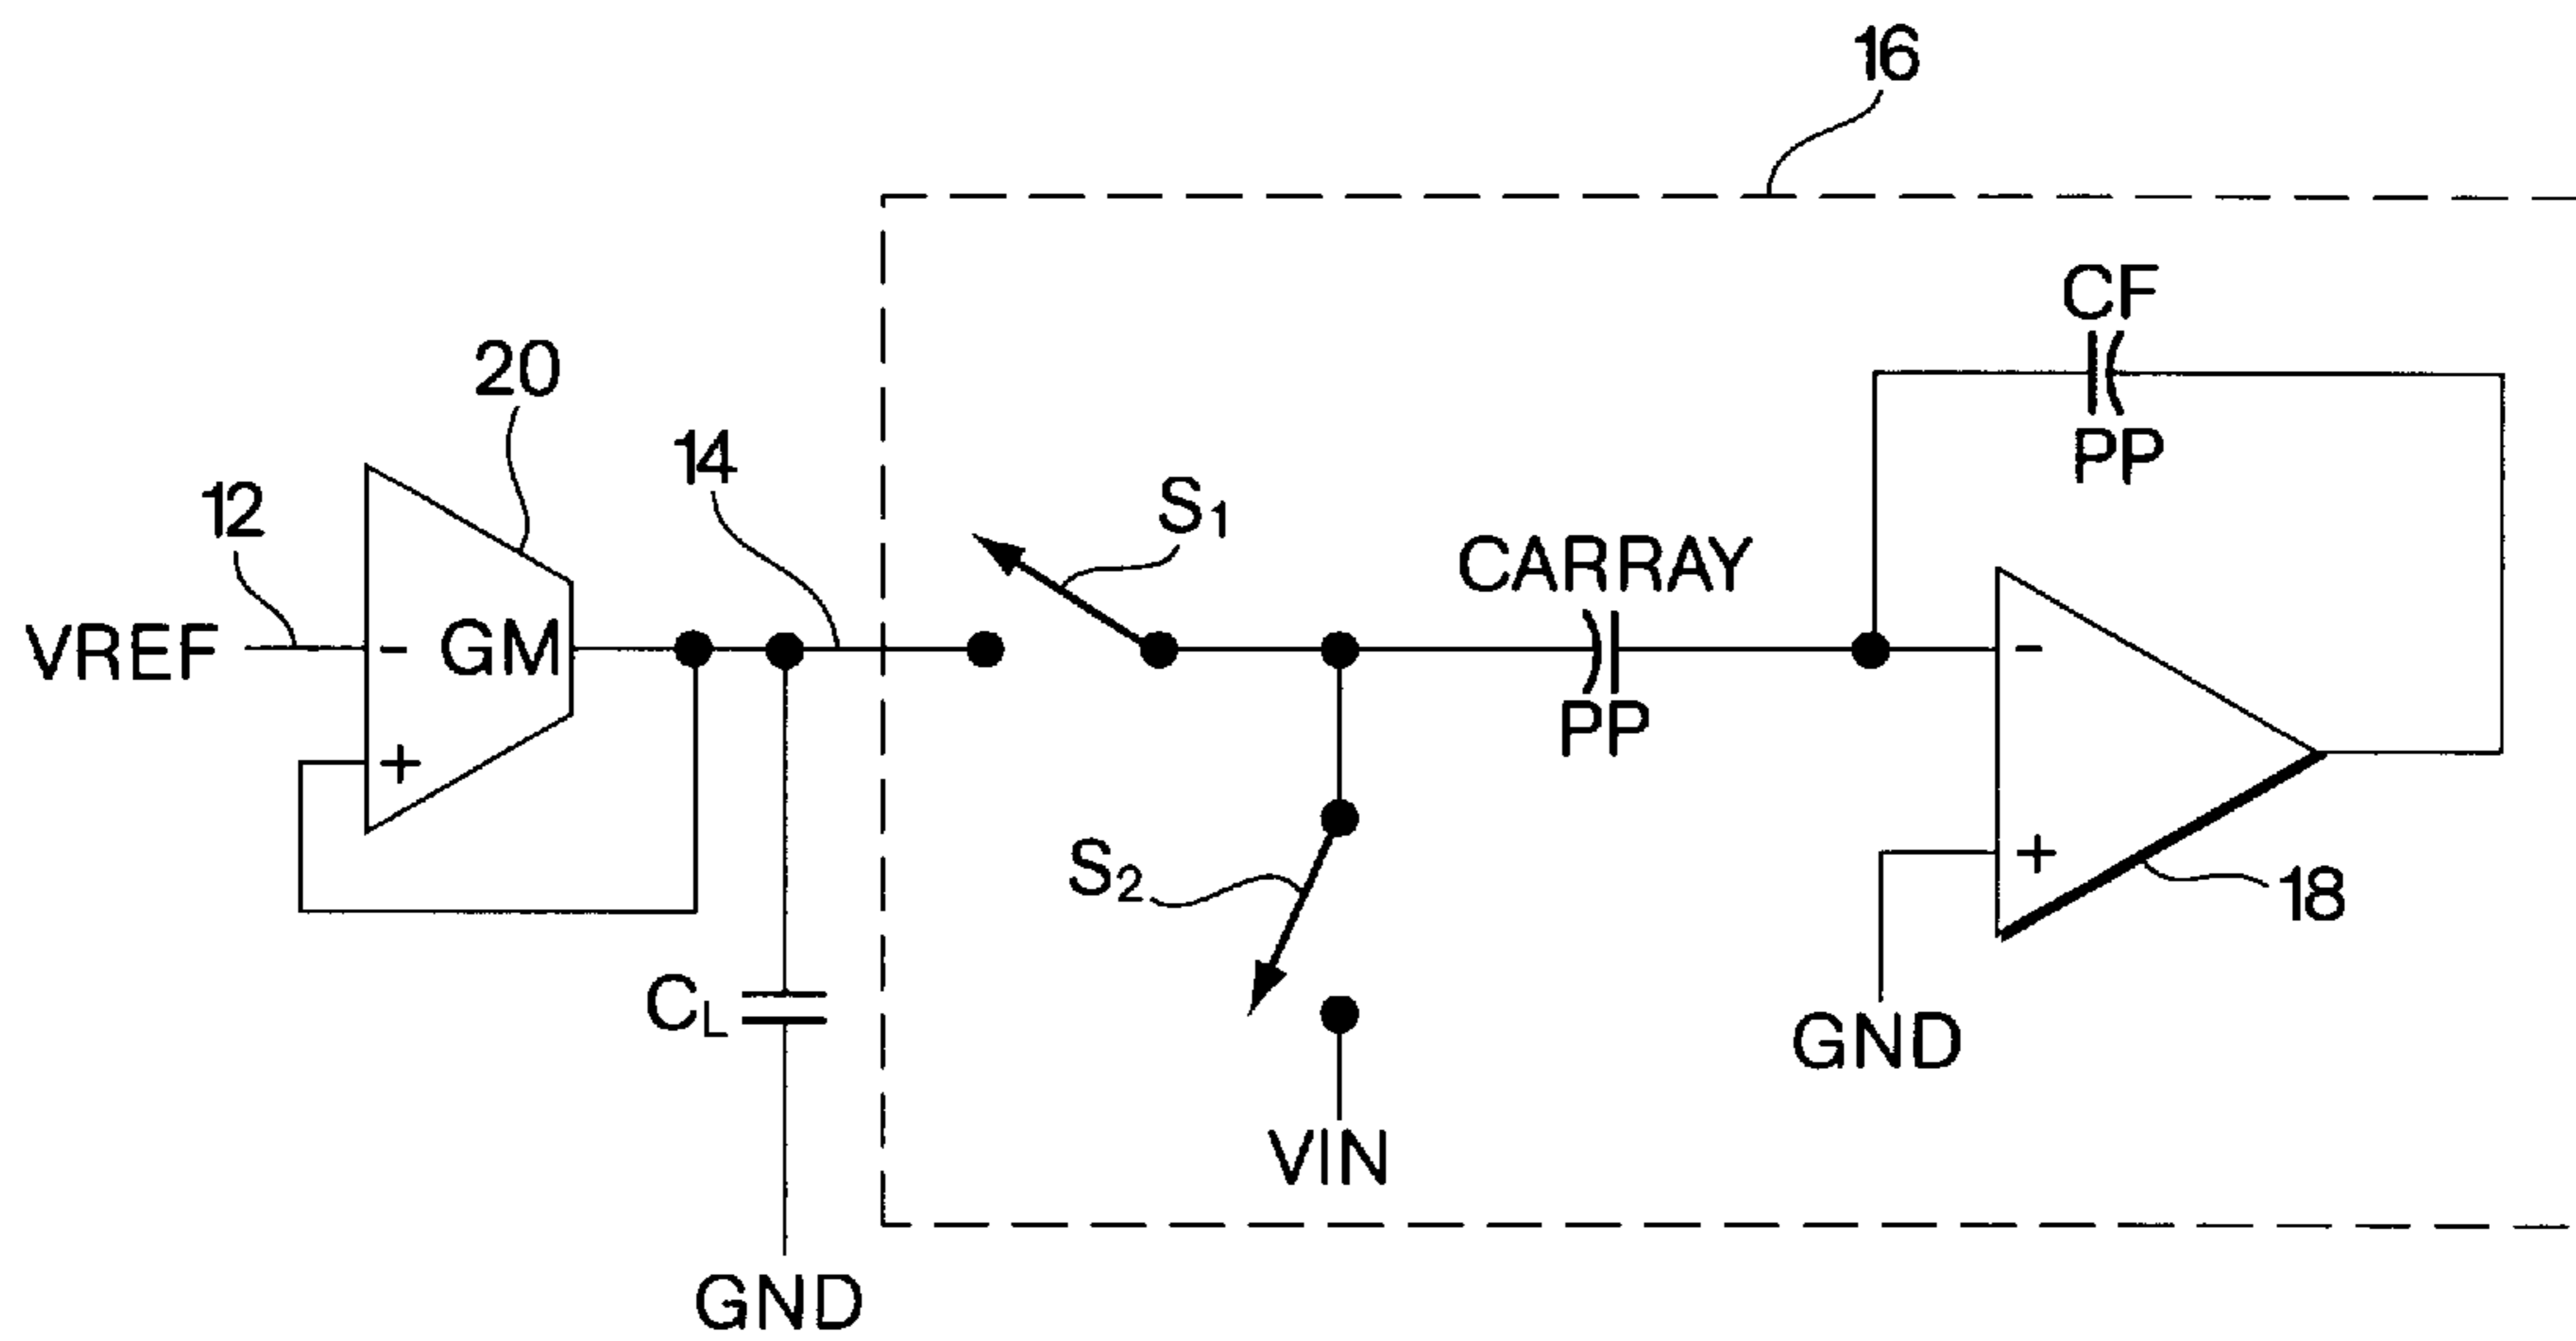 16
CF
PP
20
14
12
S1
CARRAY
PP
VREF
-
GM
+
-
+
S2
18
CL
GND
VIN
GND